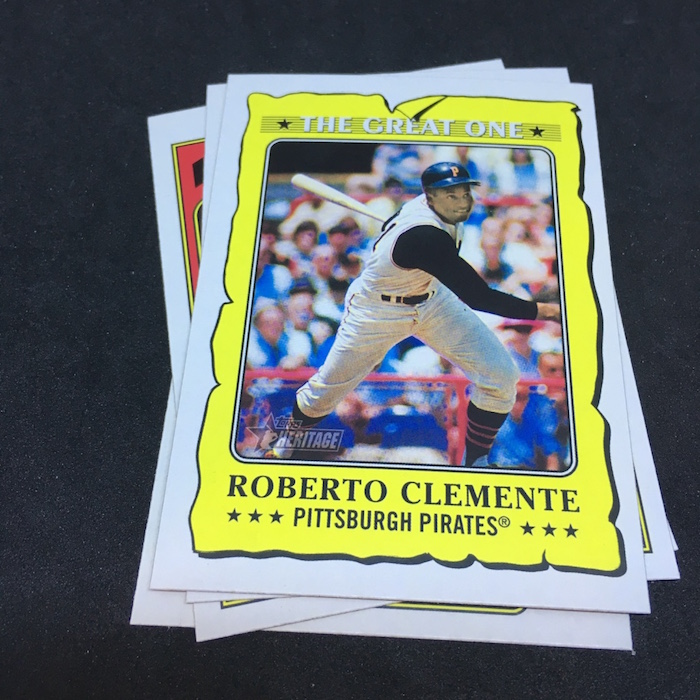 ★ THE GREAT ONE ★
P
Topps
HERITAGE
ROBERTO CLEMENTE
★ ★ ★ PITTSBURGH PIRATES® ★ ★ ★